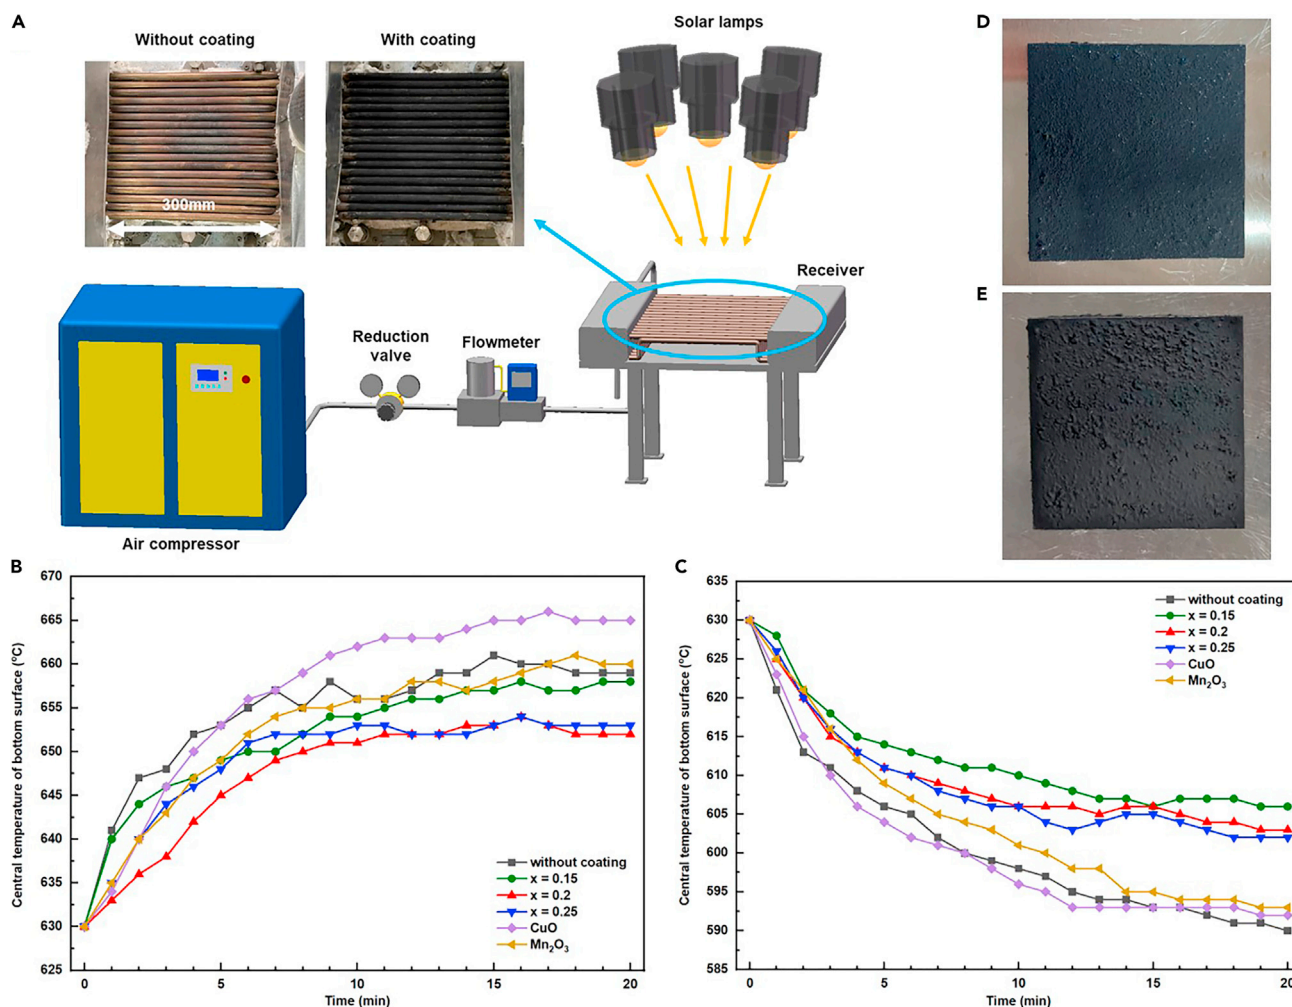 A
Without coating
With coating
Solar lamps
300mm
Receiver
Reduction
valve
Flowmeter
Air compressor
D
E
B
Central temperature of bottom surface (°C)
670
665
660
655
650
645
640
635
630
625
without coating
x = 0.15
x = 0.2
x = 0.25
CuO
Mn₂O₃
0
5
10
15
20
Time (min)
C
Central temperature of bottom surface (°C)
635
630
625
620
615
610
605
600
595
590
585
without coating
x = 0.15
x = 0.2
x = 0.25
CuO
Mn₂O₃
0
5
10
15
20
Time (min)